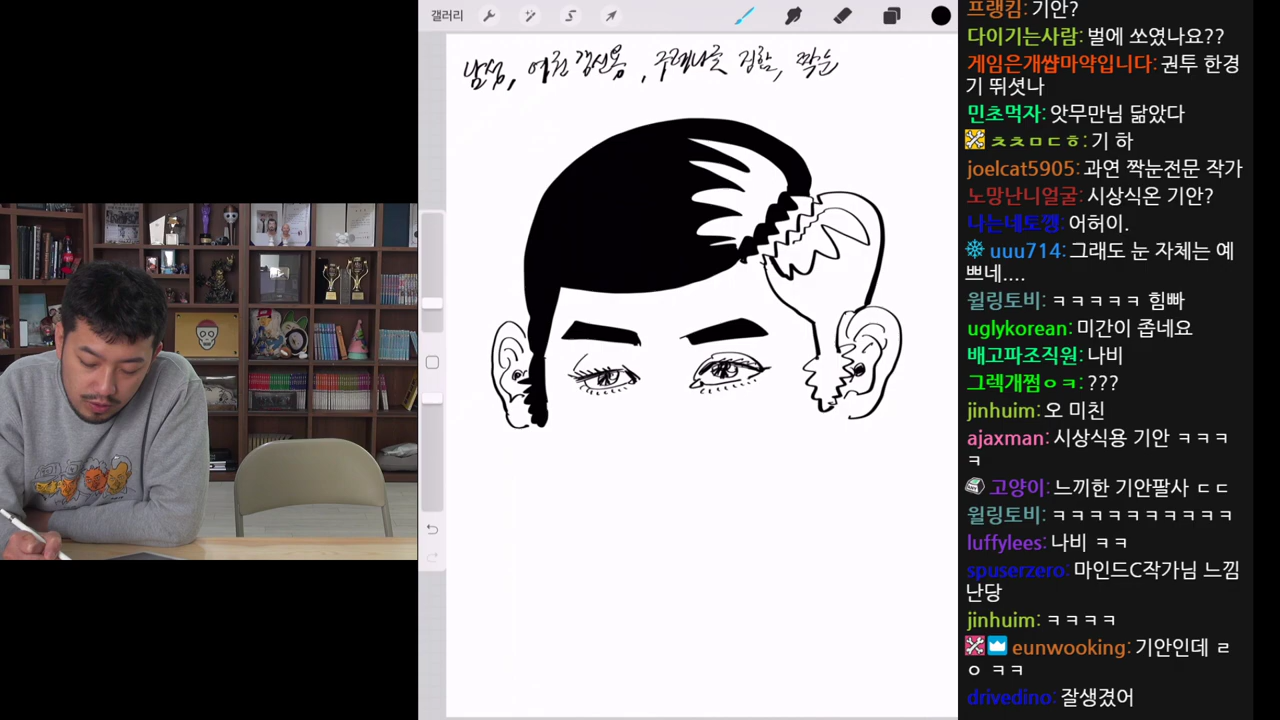 갤러리
남성, 어린 갱신용, 구레나룻 진함, 짝눈
프랭킴: 기안?
다이기는사람: 벌에 쏘였나요??
게임은개썁마약입니다: 권투 한경
기 뛰셧나
민초먹자: 앗무만님 닮았다
ㅊㅊㅁㄷㅎ: 기 하
joelcat5905: 과연 짝눈전문 작가
노망난니얼굴: 시상식온 기안?
나는네토껭: 어허이.
uuu714: 그래도 눈 자체는 예
쁘네....
윌링토비: ㅋㅋㅋㅋㅋ 힘빠
uglykorean: 미간이 좁네요
배고파조직원: 나비
그렉개쩜ㅇㅋ: ???
jinhuim: 오 미친
ajaxman: 시상식용 기안 ㅋㅋㅋ
ㅋ
고양이: 느끼한 기안팔사 ㄷㄷ
윌링토비: ㅋㅋㅋㅋㅋㅋㅋㅋㅋㅋ
luffylees: 나비 ㅋㅋ
spuserzero: 마인드C작가님 느낌
난당
jinhuim: ㅋㅋㅋㅋ
eunwooking: 기안인데 ㄹ
ㅇ ㅋㅋ
drivedino: 잘생겼어